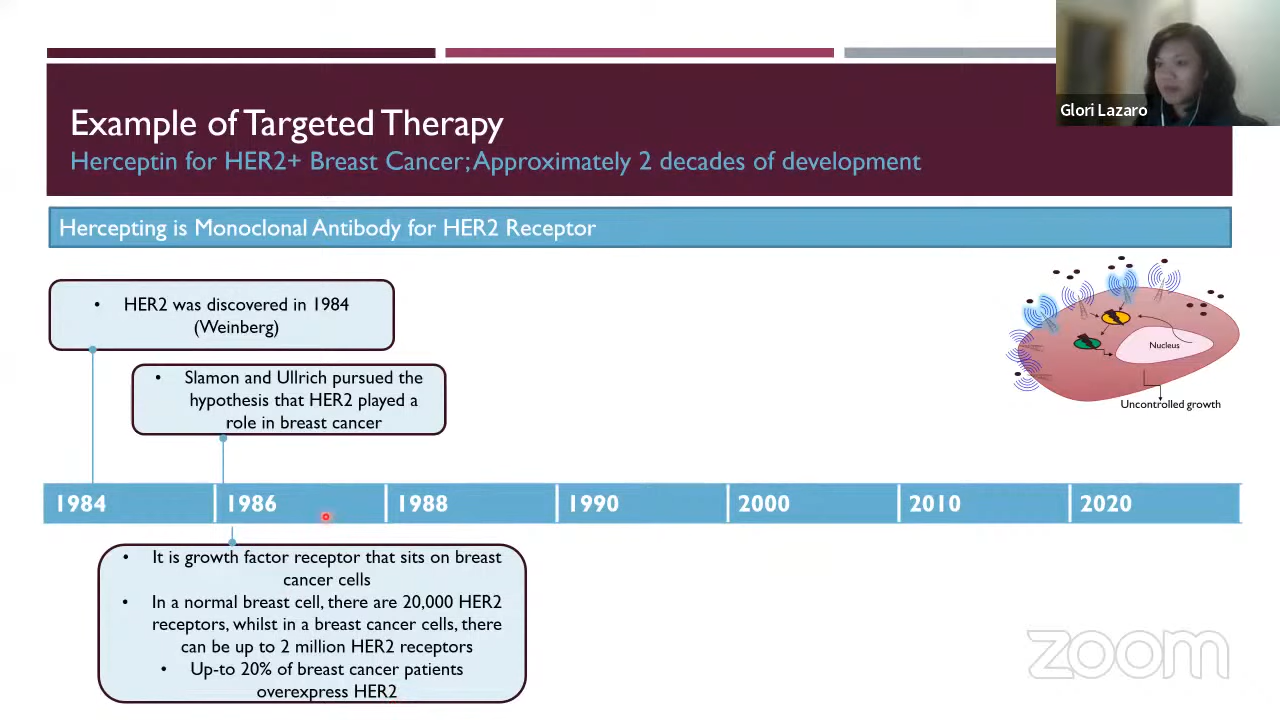 Example of Targeted Therapy
Herceptin for HER2+ Breast Cancer; Approximately 2 decades of development
Glori Lazaro
Hercepting is Monoclonal Antibody for HER2 Receptor
• HER2 was discovered in 1984
(Weinberg)
• Slamon and Ullrich pursued the
hypothesis that HER2 played a
role in breast cancer
Nucleus
Uncontrolled growth
1984 1986 1988 1990 2000 2010 2020
• It is growth factor receptor that sits on breast
cancer cells
• In a normal breast cell, there are 20,000 HER2
receptors, whilst in a breast cancer cells, there
can be up to 2 million HER2 receptors
• Up-to 20% of breast cancer patients
overexpress HER2
zoom